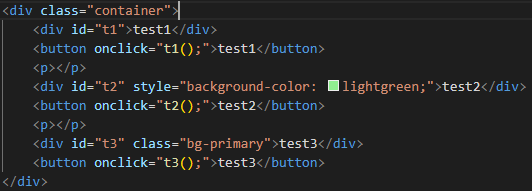 <div class="container">
<div id="t1">test1</div>
<button onclick="t1();">test1</button>
<p></p>
<div id="t2" style="background-color: lightgreen;">test2</div>
<button onclick="t2();">test2</button>
<p></p>
<div id="t3" class="bg-primary">test3</div>
<button onclick="t3();">test3</button>
</div>